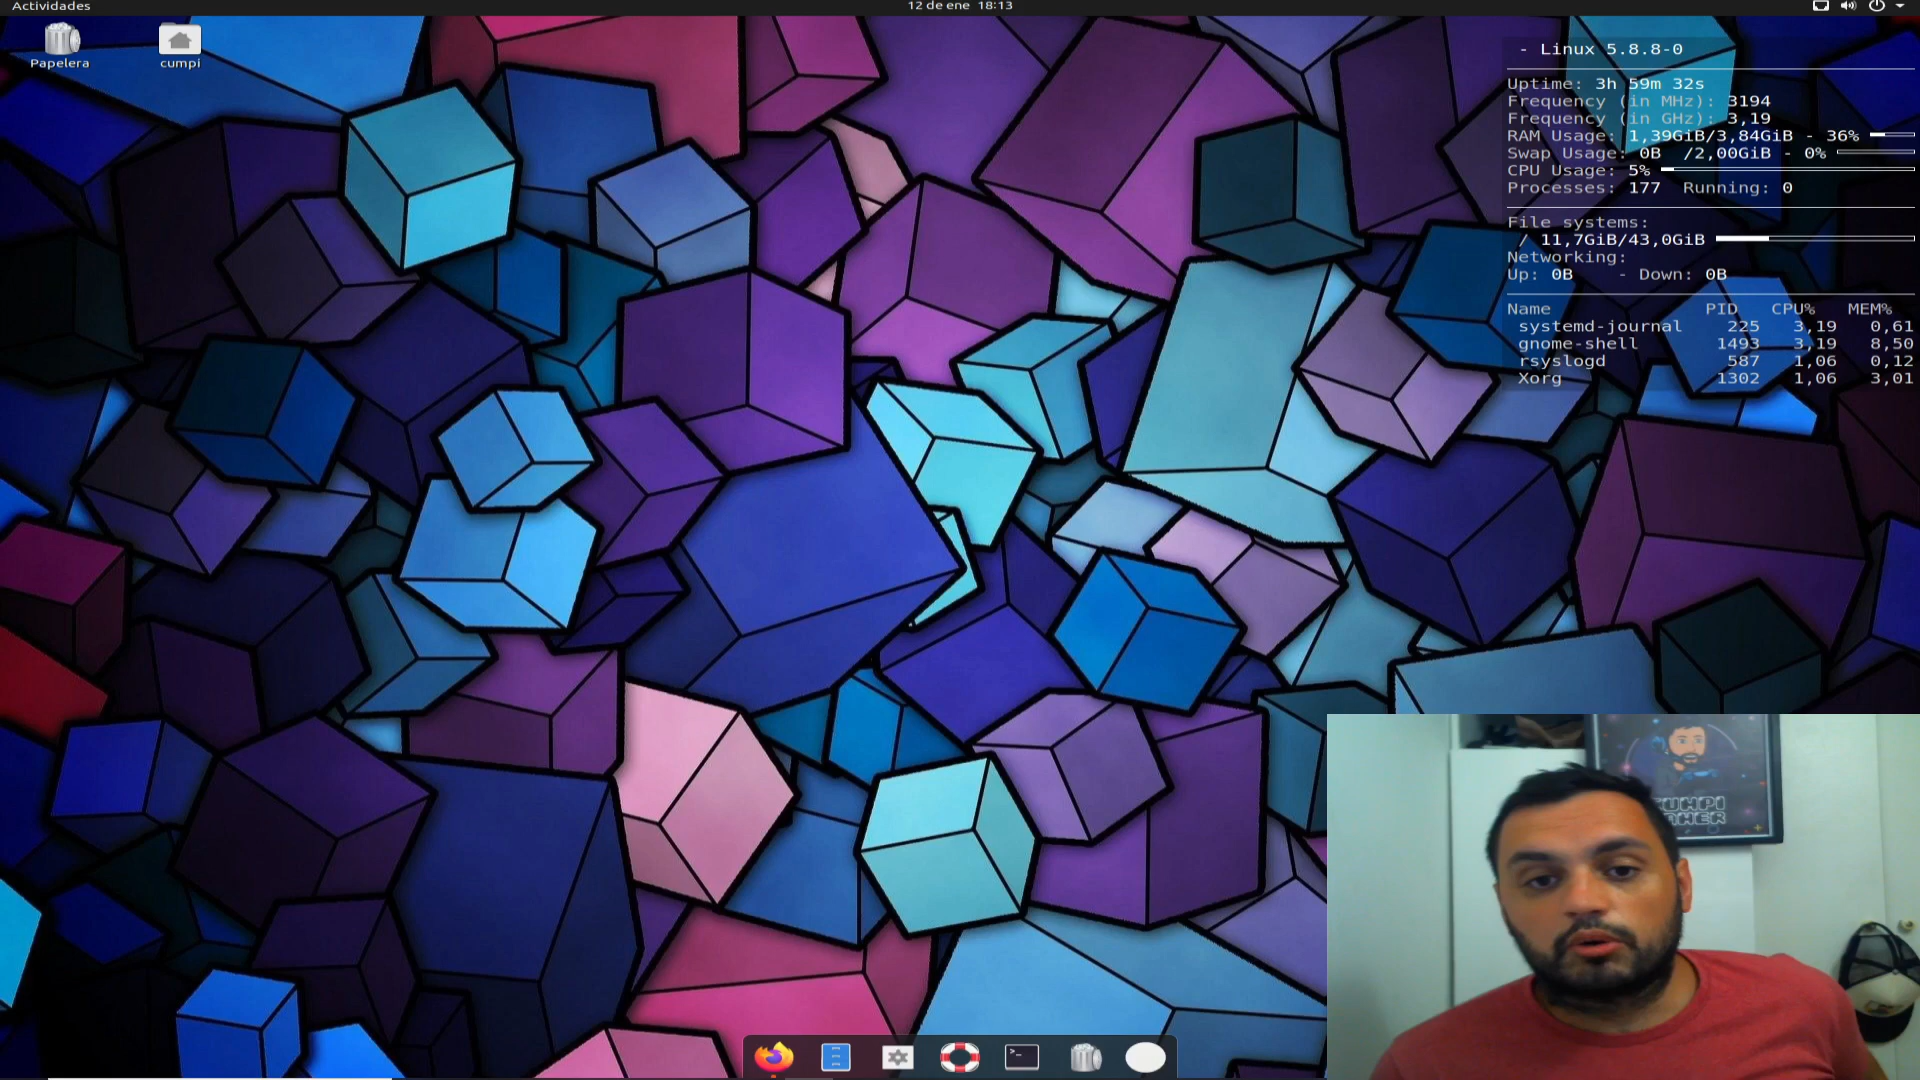 Actividades
12 de ene 18:13
Papelera
cumpi
- Linux 5.8.8-0
Uptime: 3h 59m 32s
Frequency (in MHz): 3194
Frequency (in GHz): 3,19
RAM Usage: 1,39GiB/3,84GiB - 36%
Swap Usage: 0B /2,00GiB - 0%
CPU Usage: 5%
Processes: 177 Running: 0
File systems:
/ 11,7GiB/43,0GiB
Networking:
Up: 0B - Down: 0B
Name PID CPU% MEM%
systemd-journal 225 3,19 0,61
gnome-shell 1493 3,19 8,50
rsyslogd 587 1,06 0,12
Xorg 1302 1,06 3,01
>_